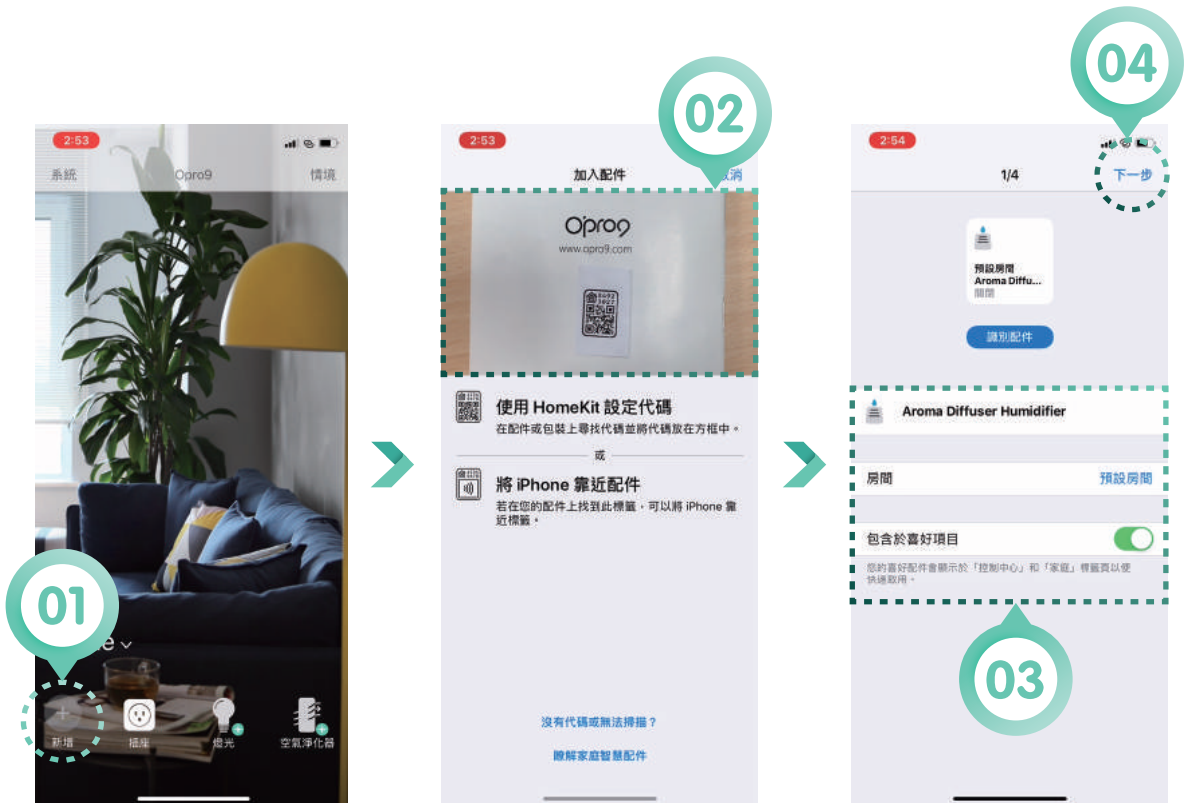 04
02
2:53
系統
Opro9
情境
01
新增
插座
燈光
空氣淨化器
2:53
加入配件
消
O'pro9
www.opro9.com
使用 HomeKit 設定代碼
在配件或包裝上尋找代碼並將代碼放在方框中。
或
將 iPhone 靠近配件
若在您的配件上找到此標籤，可以將 iPhone 靠
近標籤。
沒有代碼或無法掃描？
瞭解家庭智慧配件
2:54
1/4
下一步
預設房間
Aroma Diffu...
關閉
識別配件
Aroma Diffuser Humidifier
房間
預設房間
包含於喜好項目
您的喜好配件會顯示於「控制中心」和「家庭」標籤頁以便
快速取用。
03